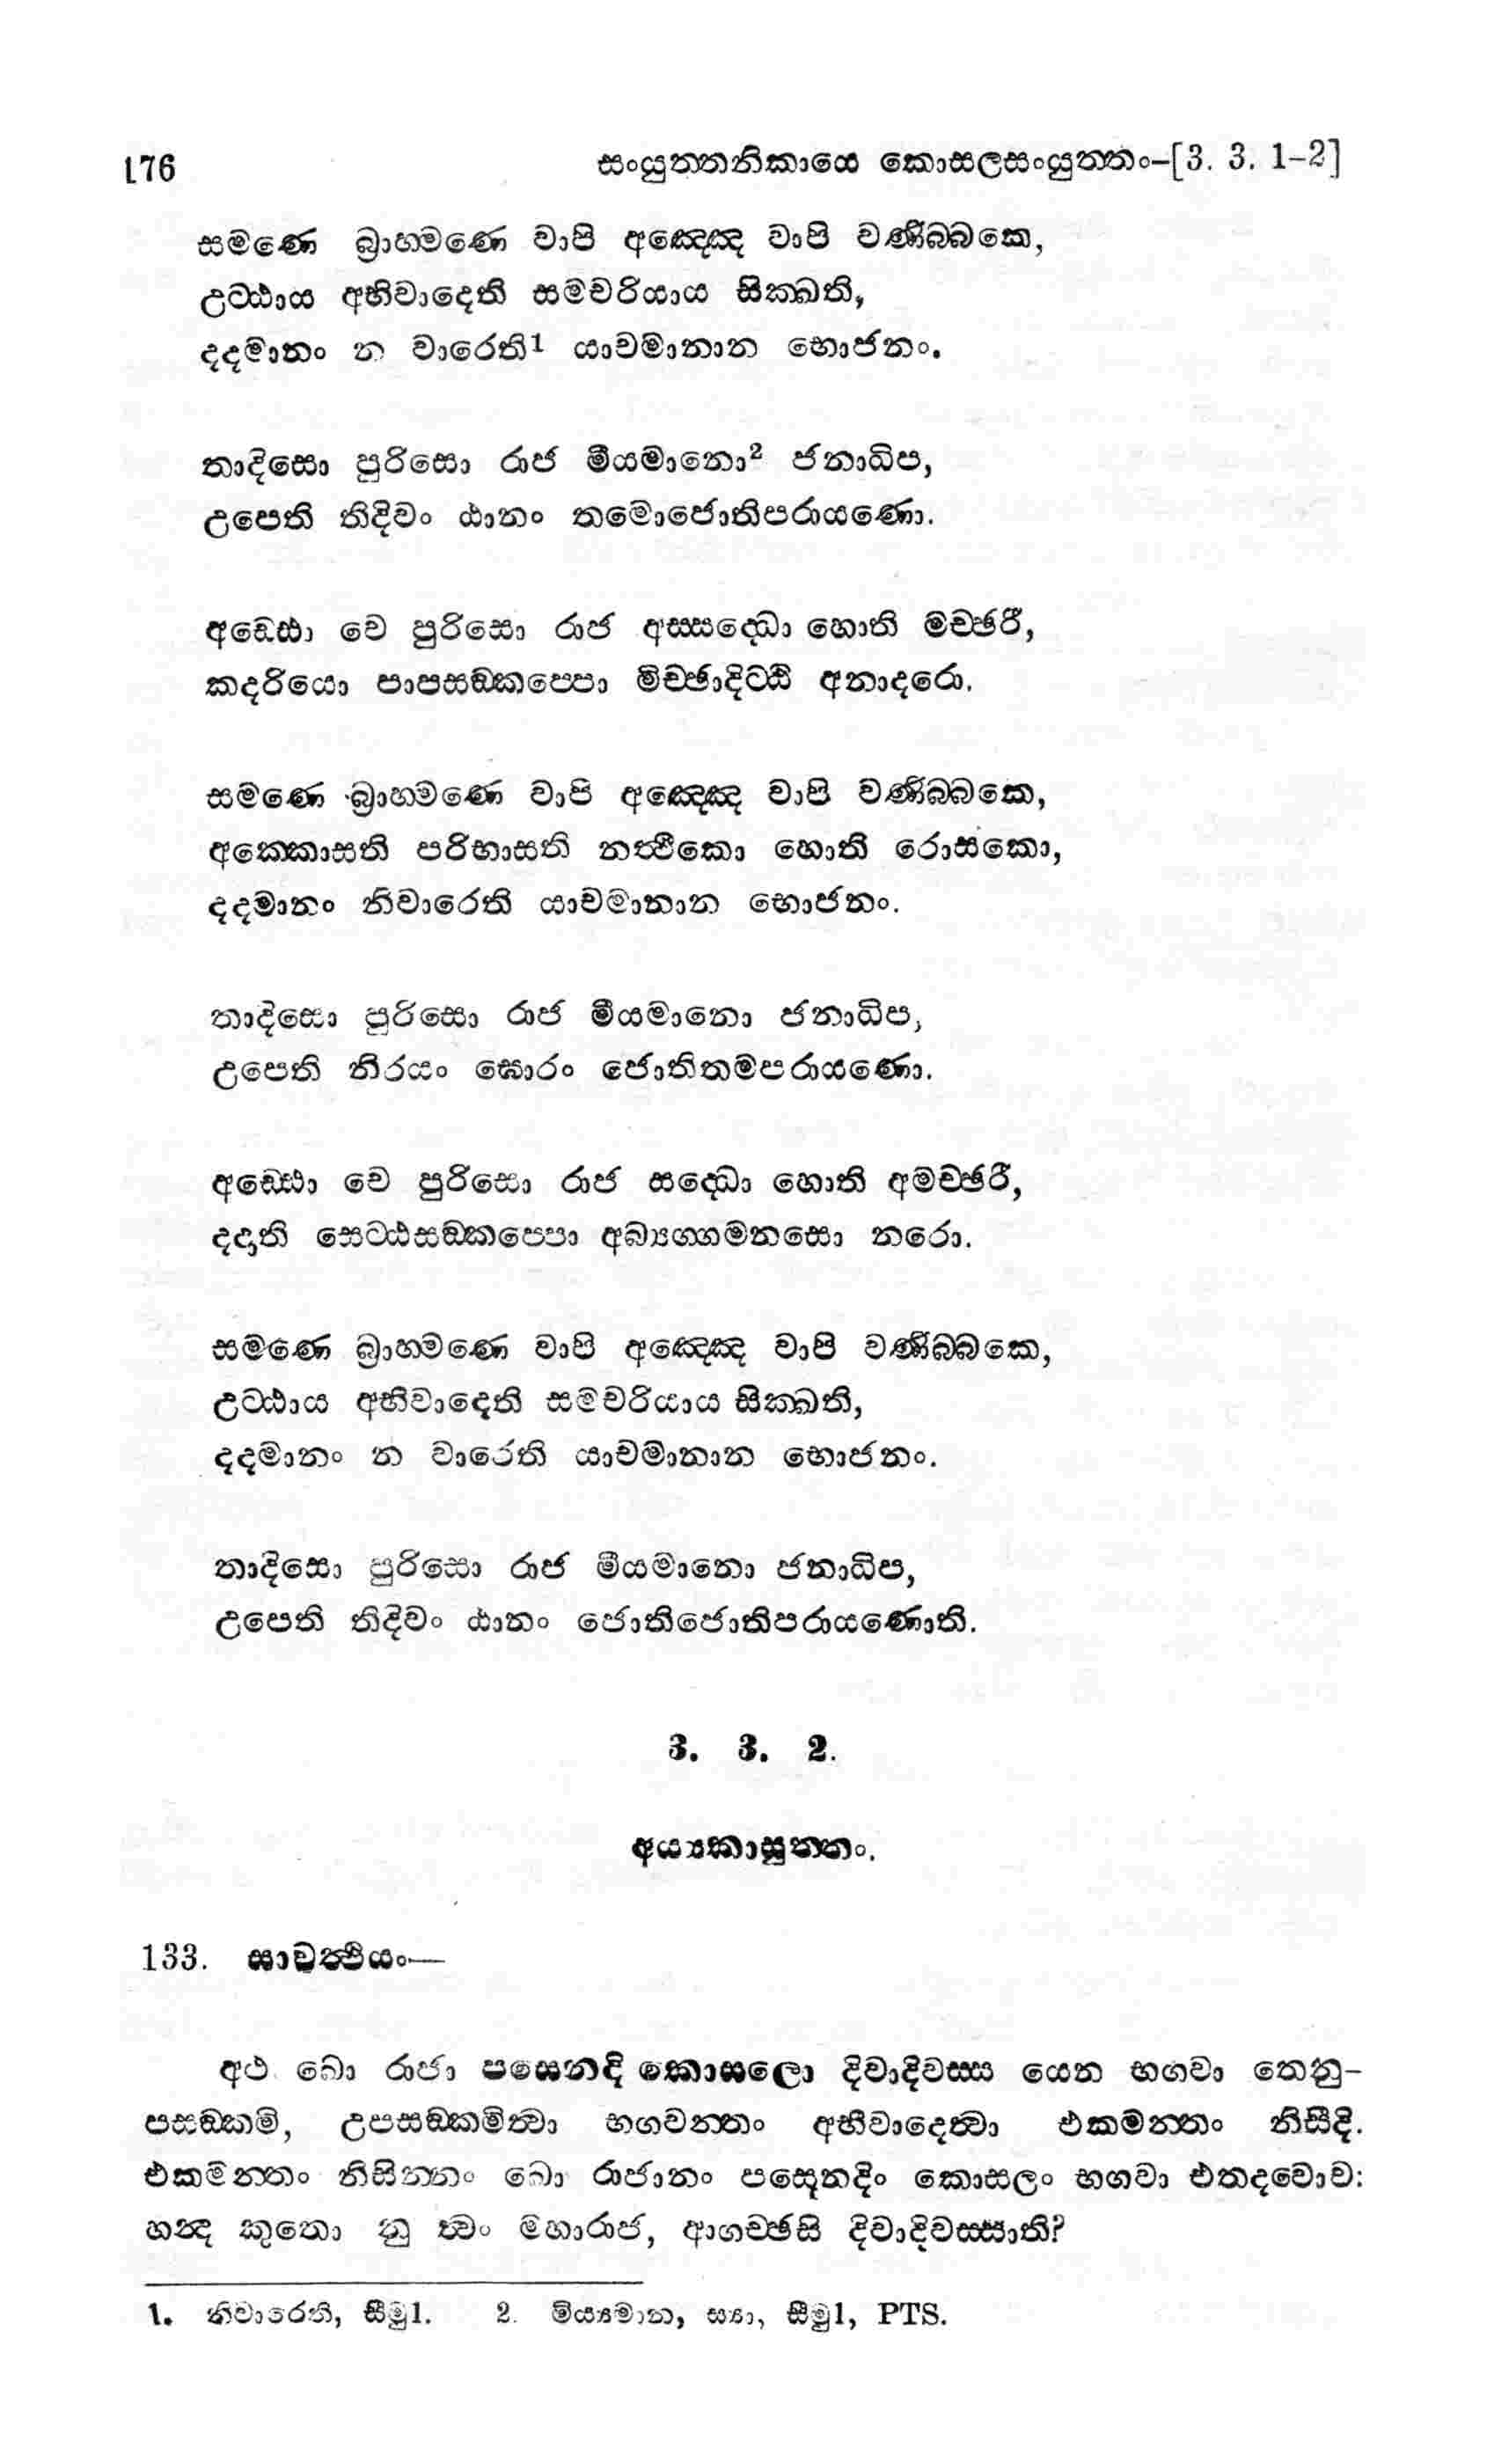 176 සංයුත්තනිකායෙ කොසලසංයුත්තං-[3. 3. 1-2]
සමණෙ බ්‍රාහ්මණෙ වාපි අඤ්ඤෙ වාපි වණිබ්බකෙ,
උට්ඨාය අභිවාදෙති සමචරියාය සික්ඛති,
දදමානං න වාරෙති1 යාචමානාන භොජනං.
තාදිසො පුරිසො රාජ මීයමානො2 ජනාධිප,
උපෙති තිදිවං ඨානං තමොජොතිපරායණො.
අඩ්ඪො වෙ පුරිසො රාජ අස්සද්ධො හොති මච්ඡරී,
කදරියො පාපසඞ්කප්පො මිච්ඡාදිට්ඨි අනාදරො.
සමණෙ බ්‍රාහ්මණෙ වාපි අඤ්ඤෙ වාපි වණිබ්බකෙ,
අක්කොසති පරිභාසති නත්ථිකො හොති රොසකො,
දදමානං නිවාරෙති යාචමානාන භොජනං.
තාදිසො පුරිසො රාජ මීයමානො ජනාධිප,
උපෙති නිරයං ඝොරං ජොතිතමපරායණො.
අඩ්ඪො චෙ පුරිසො රාජ සද්ධො හොති අමච්ඡරී,
දදාති සෙට්ඨසඞ්කප්පො අබ්‍යග්ගමනසො නරො.
සමණෙ බ්‍රාහ්මණෙ වාපි අඤ්ඤෙ වාපි වණිබ්බකෙ,
උට්ඨාය අභිවාදෙති සමචරියාය සික්ඛති,
දදමානං න වාරෙති යාචමානාන භොජනං.
තාදිසො පුරිසො රාජ මීයමානො ජනාධිප,
උපෙති තිදිවං ඨානං ජොතිජොතිපරායණොති.
3. 3. 2.
අය්‍යකාසුත්තං.
133. සාවත්ථියං—
අථ ඛො රාජා පසෙනදි කොසලො දිවාදිවස්ස යෙන භගවා තෙනු-
පසඞ්කමි, උපසඞ්කමිත්වා භගවන්තං අභිවාදෙත්වා එකමන්තං නිසීදි.
එකමන්තං නිසින්නං ඛො රාජානං පසෙනදිං කොසලං භගවා එතදවොච:
හන්ද කුතො නු ත්වං මහාරාජ, ආගච්ඡසි දිවාදිවස්සාති?
1. නිවාරෙති, සීමු1. 2. මිය්‍යමාන, ස්‍යා, සීමු1, PTS.